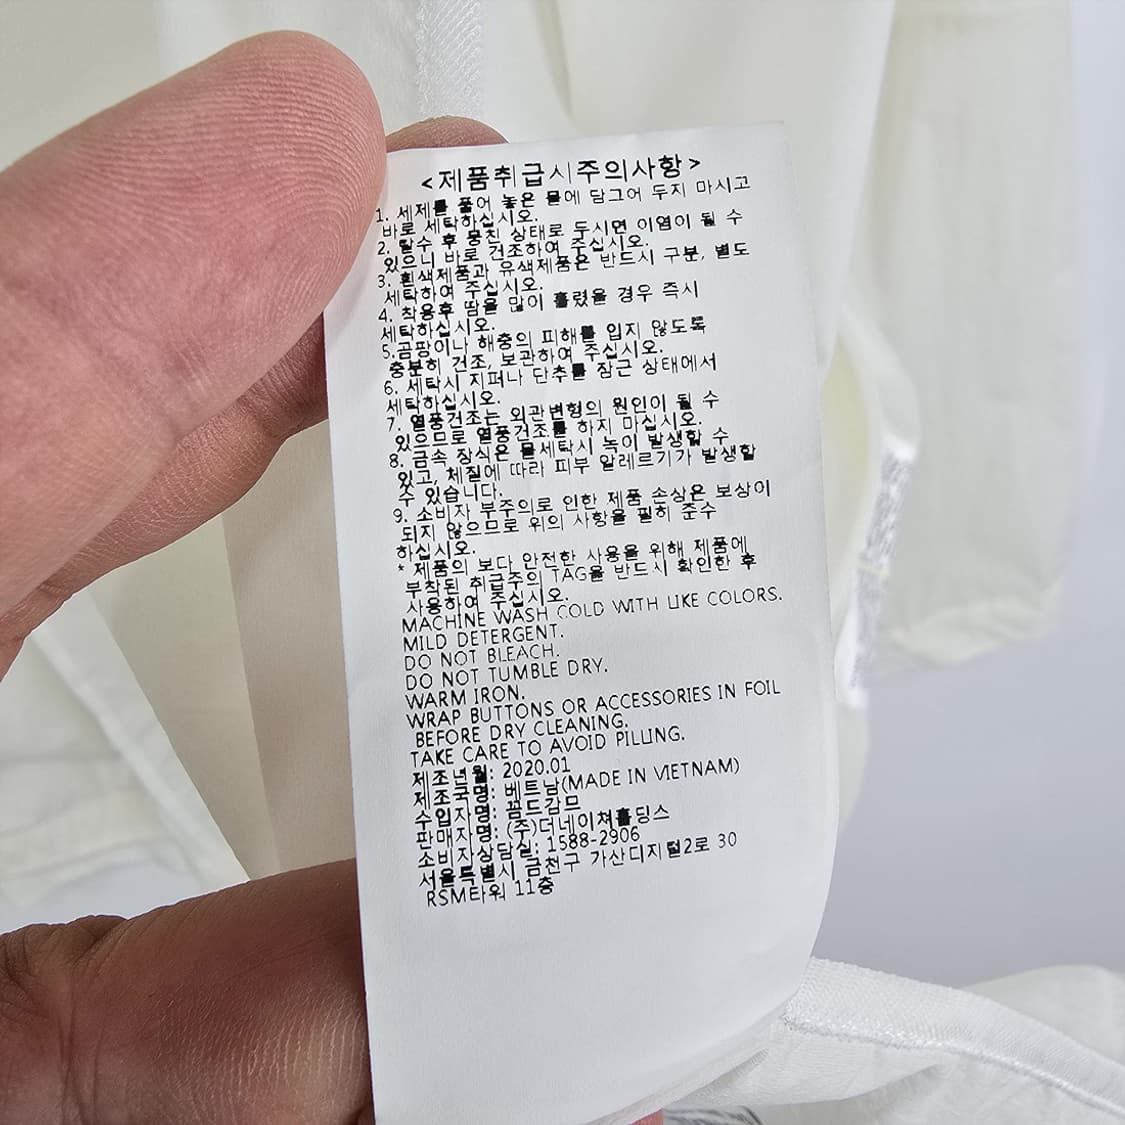 <제품취급시주의사항>
1. 세제를 풀어 놓은 물에 담그어 두지 마시고
바로 세탁하십시오.
2. 탈수 후 뭉친 상태로 두시면 이염이 될 수
있으니 바로 건조하여 주십시오.
3. 흰색제품과 유색제품은 반드시 구분, 별도
세탁하여 주십시오.
4. 착용후 땀을 많이 흘렸을 경우 즉시
세탁하십시오.
5.곰팡이나 해충의 피해를 입지 않도록
충분히 건조, 보관하여 주십시오.
6. 세탁시 지퍼나 단추를 잠근 상태에서
세탁하십시오.
7. 열풍건조는 외관변형의 원인이 될 수
있으므로 열풍건조를 하지 마십시오.
8. 금속 장식은 물세탁시 녹이 발생할 수
있고, 체질에 따라 피부 알레르기가 발생할
수 있습니다.
9. 소비자 부주의로 인한 제품 손상은 보상이
되지 않으므로 위의 사항을 필히 준수
하십시오.
* 제품의 보다 안전한 사용을 위해 제품에
부착된 취급주의 TAG을 반드시 확인한 후
사용하여 주십시오.
MACHINE WASH COLD WITH LIKE COLORS.
MILD DETERGENT.
DO NOT BLEACH.
DO NOT TUMBLE DRY.
WARM IRON.
WRAP BUTTONS OR ACCESSORIES IN FOIL
BEFORE DRY CLEANING.
TAKE CARE TO AVOID PILLING.
제조년월: 2020.01
제조국명: 베트남(MADE IN VIETNAM)
수입자명: 꼼드감므
판매자명: (주)더네이쳐홀딩스
소비자상담실: 1588-2906
서울특별시 금천구 가산디지털2로 30
RSM타워 11층